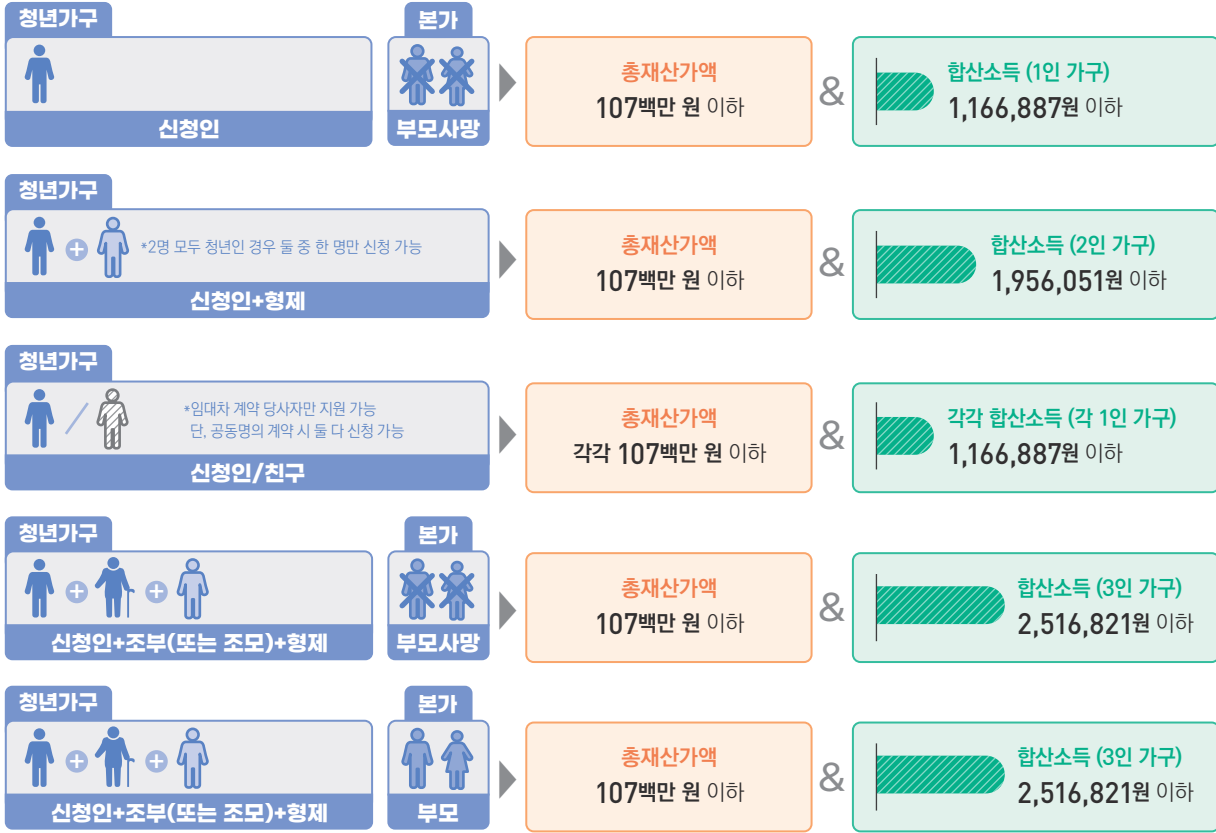 청년가구
본가
신청인
부모사망
총재산가액
107백만 원 이하
&
합산소득 (1인 가구)
1,166,887원 이하
청년가구
*2명 모두 청년인 경우 둘 중 한 명만 신청 가능
신청인+형제
총재산가액
107백만 원 이하
&
합산소득 (2인 가구)
1,956,051원 이하
청년가구
*임대차 계약 당사자만 지원 가능
단, 공동명의 계약 시 둘 다 신청 가능
신청인/친구
총재산가액
각각 107백만 원 이하
&
각각 합산소득 (각 1인 가구)
1,166,887원 이하
청년가구
본가
신청인+조부(또는 조모)+형제
부모사망
총재산가액
107백만 원 이하
&
합산소득 (3인 가구)
2,516,821원 이하
청년가구
본가
신청인+조부(또는 조모)+형제
부모
총재산가액
107백만 원 이하
&
합산소득 (3인 가구)
2,516,821원 이하